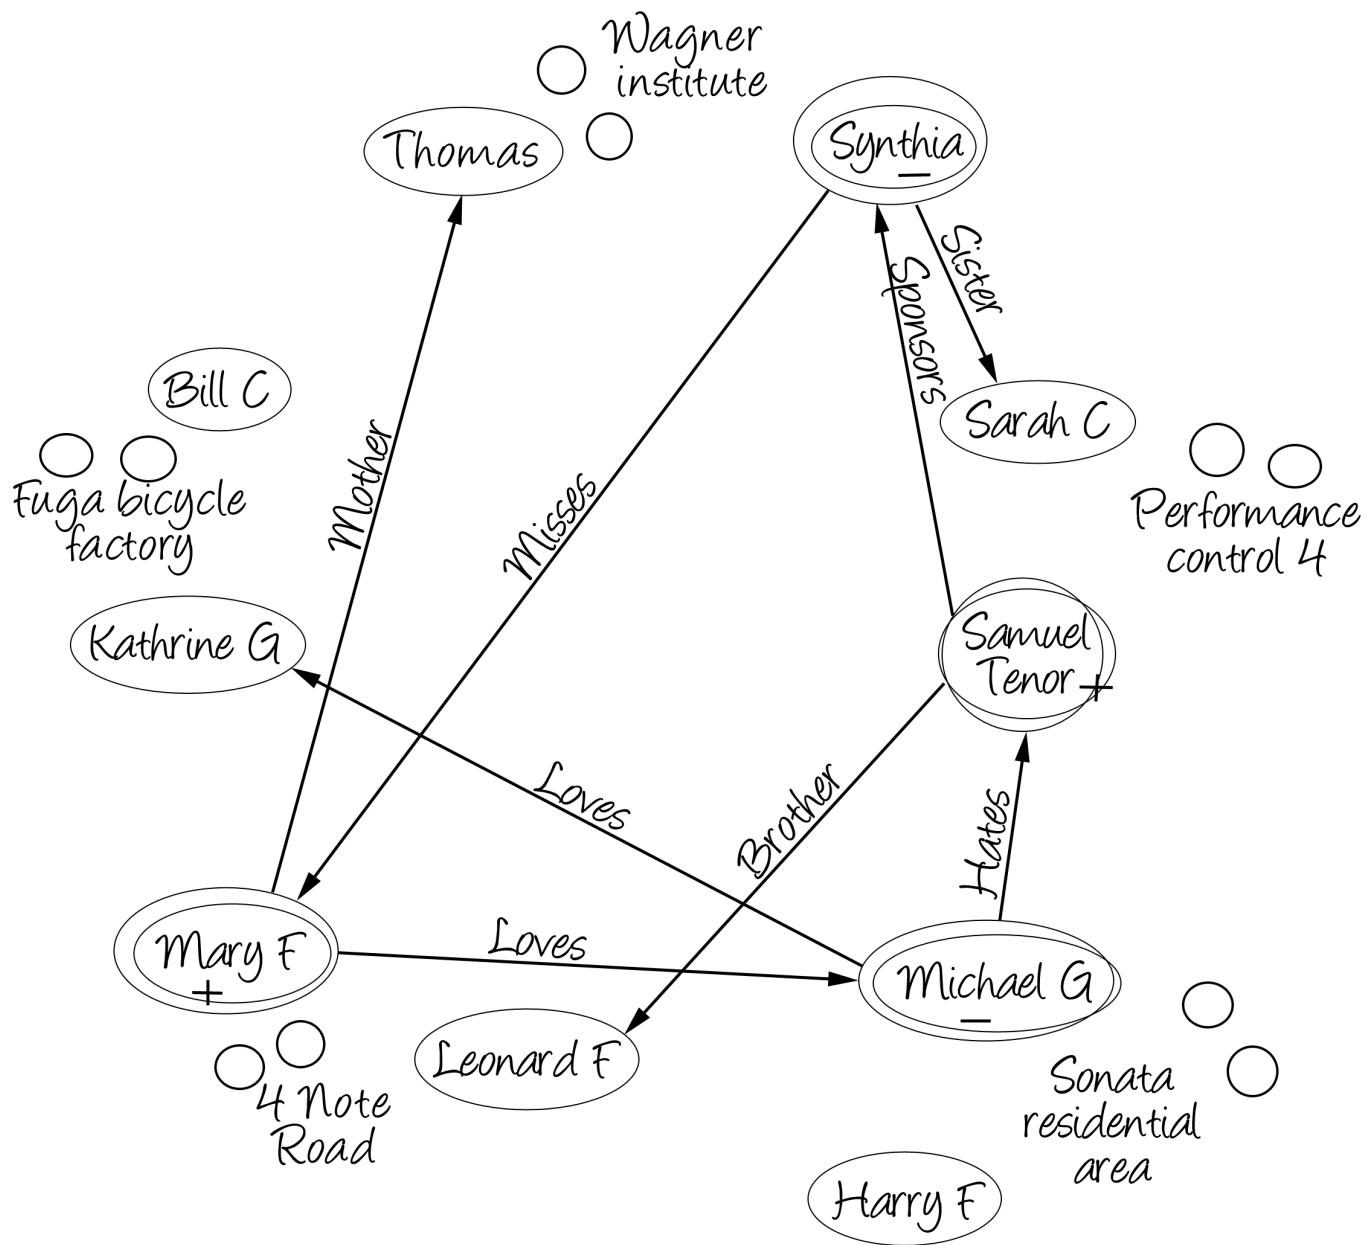 Wagner
institute
Thomas
Synthia
Sister
Sponsors
Bill C
Sarah C
Mother
Misses
Fuga bicycle
factory
Performance
control 4
Kathrine G
Samuel
Tenor
+
Loves
Brother
Hates
Mary F
+
Loves
Michael G
Leonard F
4 Note
Road
Sonata
residential
area
Harry F